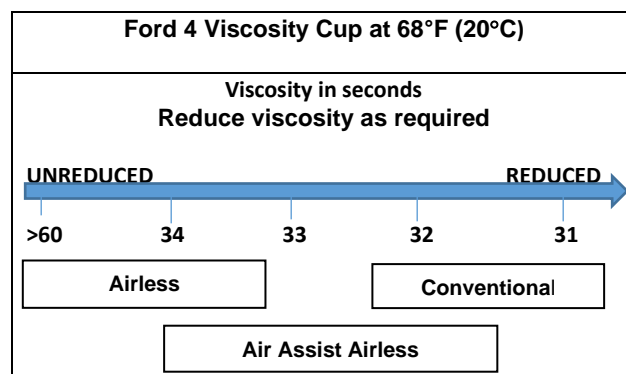 Ford 4 Viscosity Cup at 68°F (20°C)
Viscosity in seconds
Reduce viscosity as required
UNREDUCED REDUCED
>60 34 33 32 31
Airless Conventional
Air Assist Airless